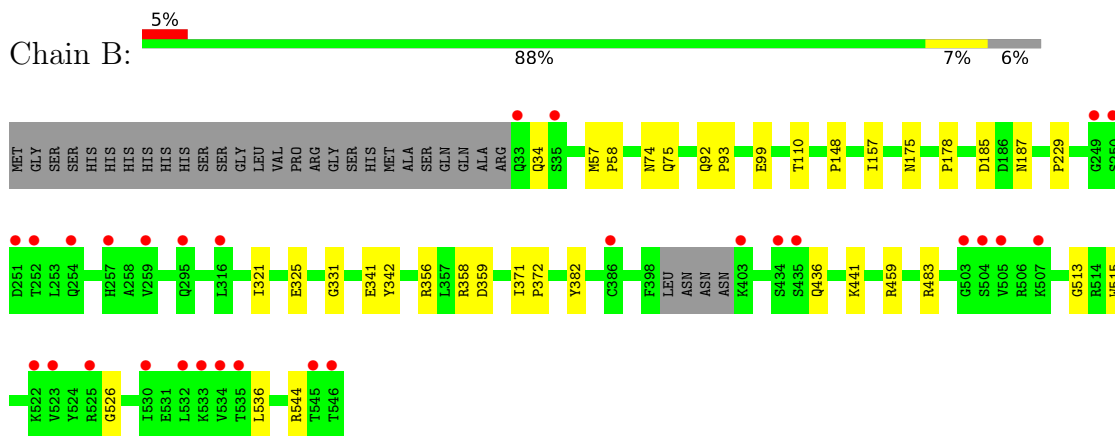 5%
Chain B:
88% 7% 6%
MET GLY SER SER HIS HIS HIS HIS HIS HIS SER SER GLY LEU VAL PRO ARG GLY SER HIS MET ALA SER GLN GLN ALA ARG Q33 Q34 S35 M57 P58 N74 Q75 Q92 P93 E99 T110 P148 I157 N175 P178 D185 D186 N187 P229 G249 S250
D251 T252 L253 Q254 H257 A258 V259 Q295 L316 I321 E325 G331 E341 Y342 R356 L357 R358 D359 I371 P372 Y382 C386 F398 LEU ASN ASN ASN K403 S434 S435 Q436 K441 R459 R483 G503 S504 V505 R506 K507 G513 R514 W515
K522 V523 Y524 R525 G526 I530 E531 L532 K533 V534 T535 L536 R544 T545 T546